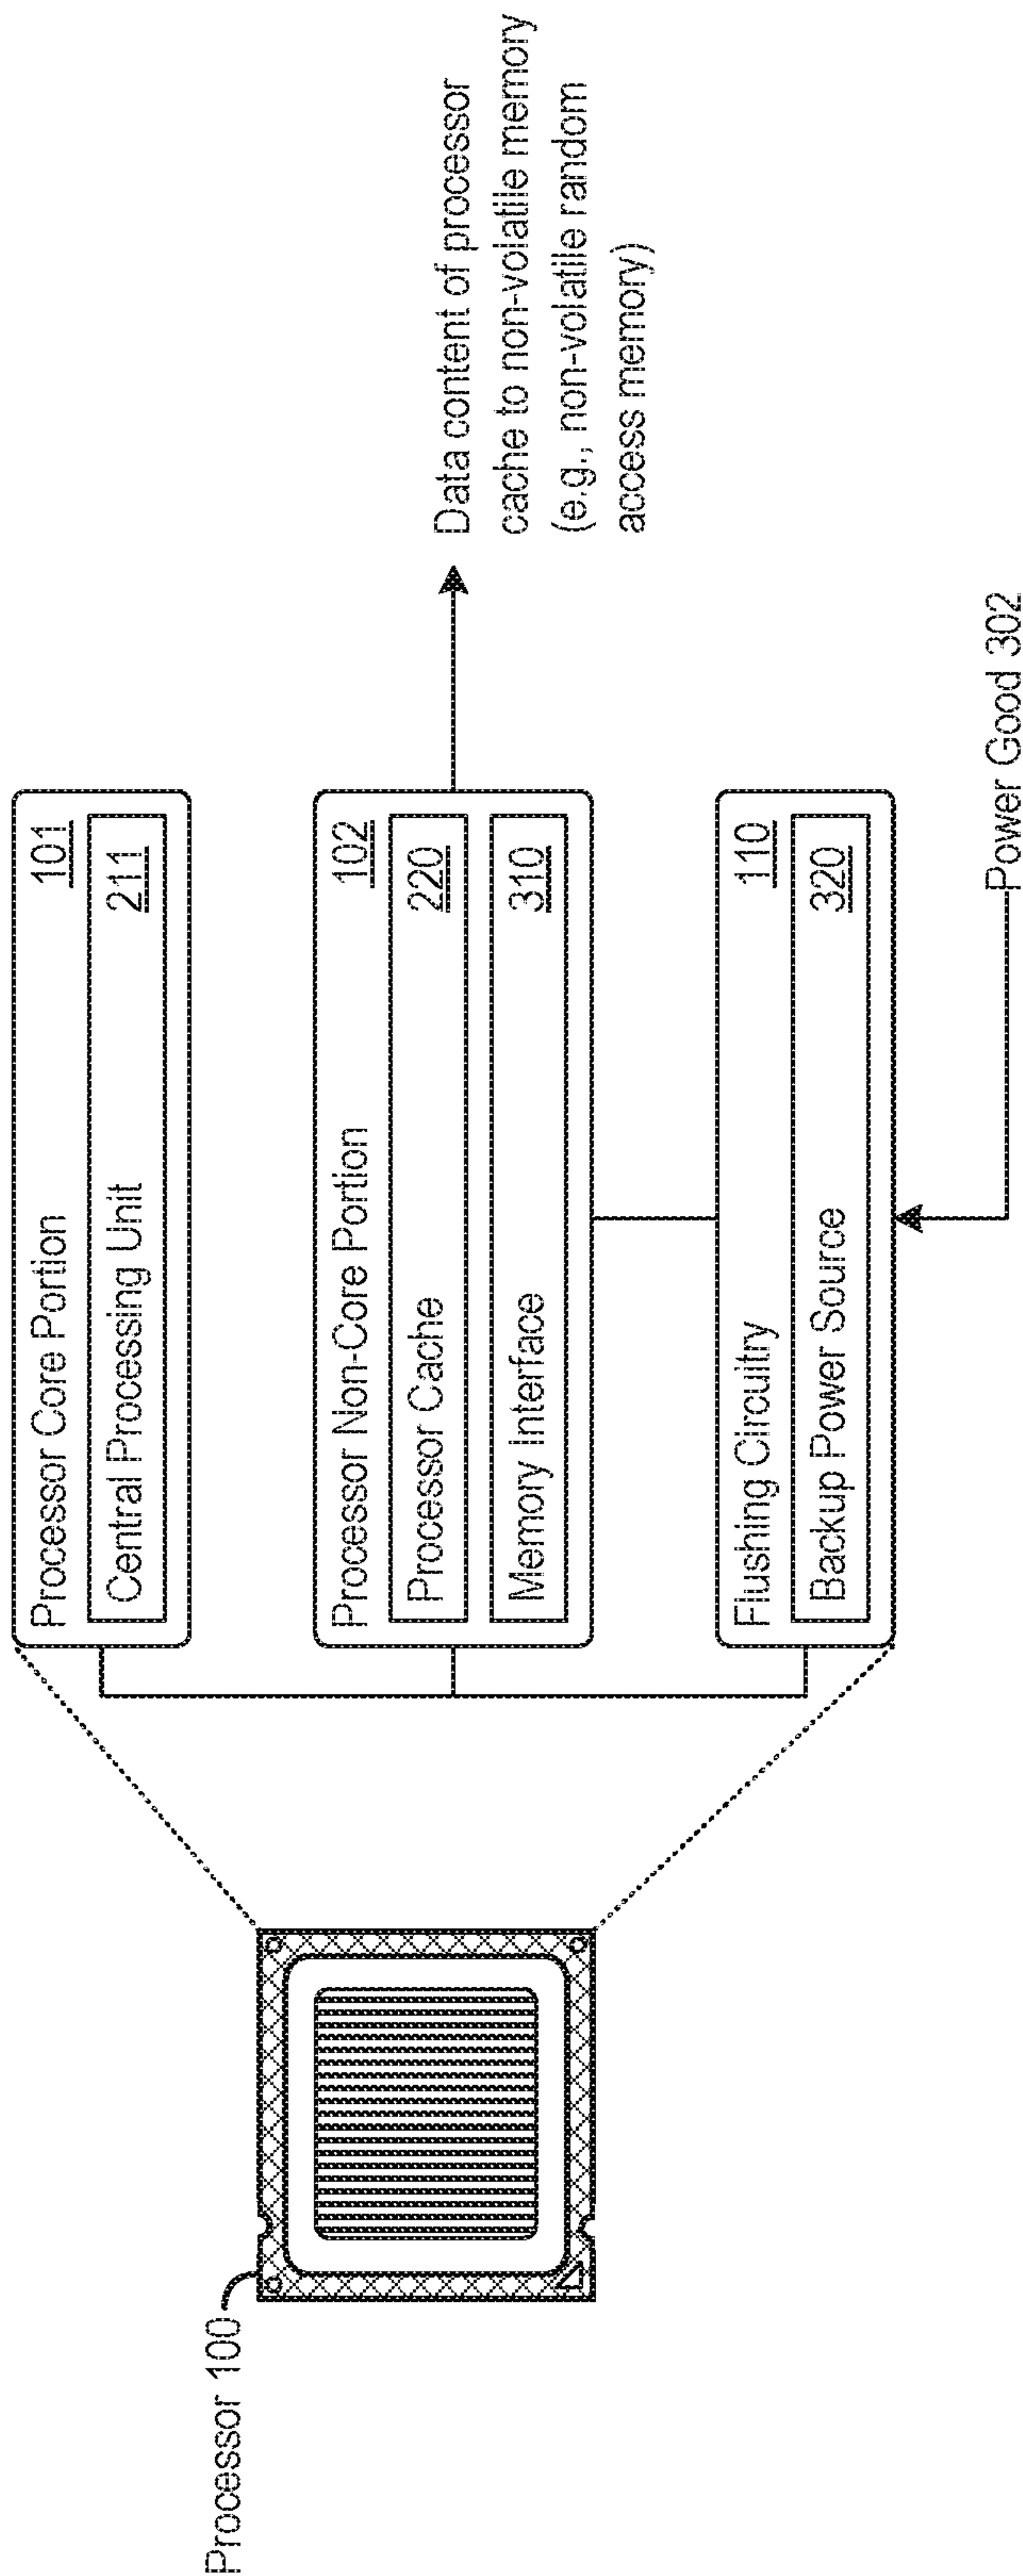 Processor 100
Processor Core Portion 101
Central Processing Unit 211
Processor Non-Core Portion 102
Processor Cache 220
Memory Interface 310
Flushing Circuitry 110
Backup Power Source 320
Data content of processor
cache to non-volatile memory
(e.g., non-volatile random
access memory)
Power Good 302